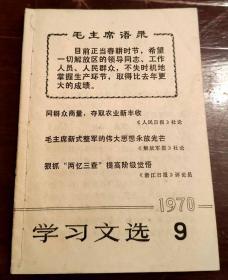 毛主席语录
目前正当春耕时节，希望
一切解放区的领导同志、工作
人员、人民群众，不失时机地
掌握生产环节，取得比去年更
大的成绩。
同群众商量，夺取农业新丰收
《人民日报》社论
毛主席新式整军的伟大思想永放光芒
《解放军报》社论
狠抓“两忆三查”提高阶级觉悟
《浙江日报》评论员
1970
学习文选 9